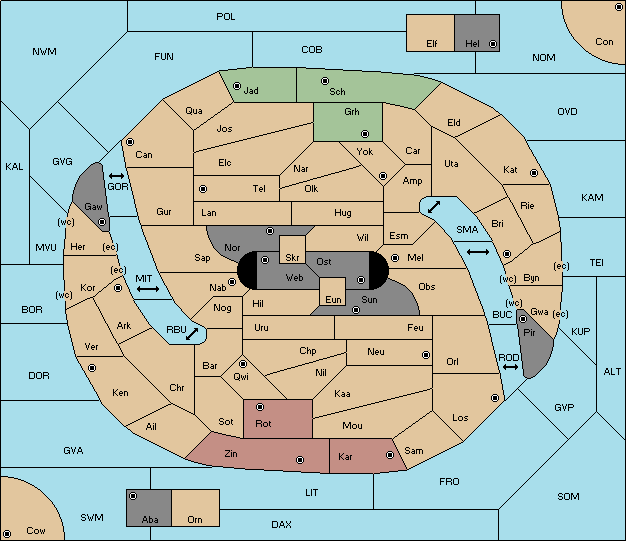 POL
Con
NWM
FUN
COB
Elf
Hel
NOM
Jad
Sch
Qua
Grh
Eld
OVD
Jos
Can
Yok
Car
Uta
KAL
GVG
Elc
Nar
Kat
GOR
Tel
Olk
Amp
KAM
Gaw
Gur
Lan
Hug
Rie
(wc)
Bri
SMA
MVU
Her
(ec)
Nor
Wil
Esm
Sap
Skr
Ost
Mel
TEI
(ec)
(ec)
MIT
Web
(wc)
Byn
BOR
(wc)
Kor
Nab
Eun
Sun
Obs
Nog
Hil
(wc)
Gwa
(ec)
BUC
Ark
RBU
Uru
Feu
Pir
KUP
Ver
Chp
Neu
ROD
DOR
Bar
Nil
Orl
ALT
Ken
Chr
Qwi
Kaa
GVP
Ail
Sot
Rot
Mou
Los
GVA
Zin
Kar
Sam
FRO
LIT
SOM
Cow
SWM
Aba
Orn
DAX